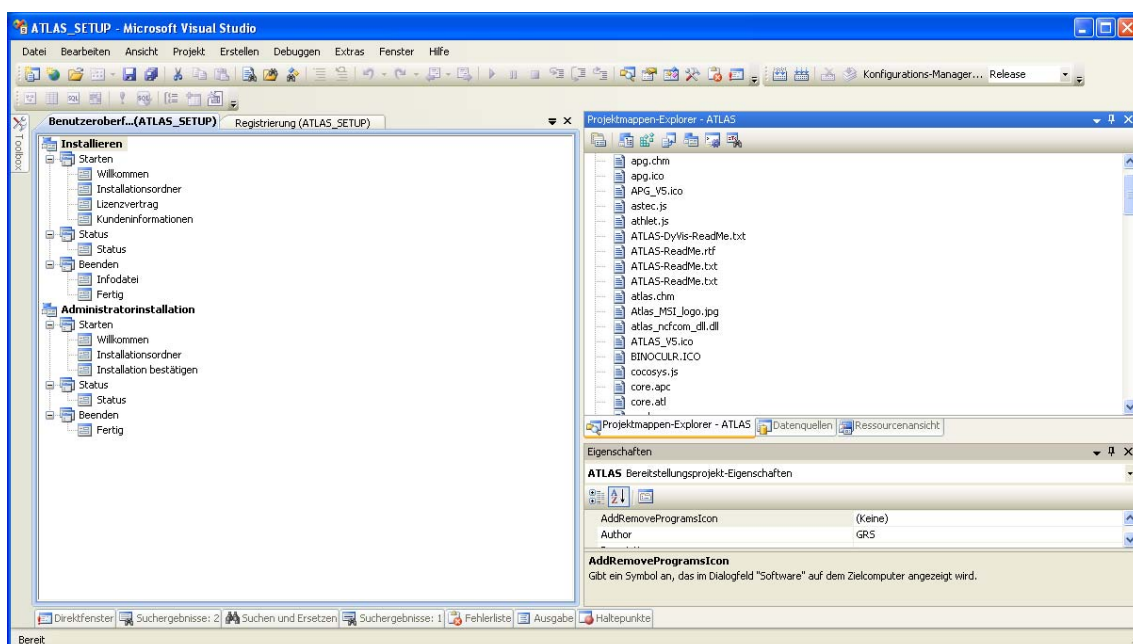 ATLAS_SETUP - Microsoft Visual Studio
Datei Bearbeiten Ansicht Projekt Erstellen Debuggen Extras Fenster Hilfe
Konfigurations-Manager... Release
Toolbox
Benutzeroberf...(ATLAS_SETUP) Registrierung (ATLAS_SETUP)
Installieren
Starten
Willkommen
Installationsordner
Lizenzvertrag
Kundeninformationen
Status
Status
Beenden
Infodatei
Fertig
Administratorinstallation
Starten
Willkommen
Installationsordner
Installation bestätigen
Status
Status
Beenden
Fertig
Projektmappen-Explorer - ATLAS
apg.chm
apg.ico
APG_V5.ico
astec.js
athlet.js
ATLAS-DyVis-ReadMe.txt
ATLAS-ReadMe.rtf
ATLAS-ReadMe.txt
ATLAS-ReadMe.txt
atlas.chm
Atlas_MSI_logo.jpg
atlas_ncfcom_dll.dll
ATLAS_V5.ico
BINOCULR.ICO
cocosys.js
core.apc
core.atl
Projektmappen-Explorer - ATLAS Datenquellen Ressourcenansicht
Eigenschaften
ATLAS Bereitstellungsprojekt-Eigenschaften
AddRemoveProgramsIcon (Keine)
Author GRS
AddRemoveProgramsIcon
Gibt ein Symbol an, das im Dialogfeld "Software" auf dem Zielcomputer angezeigt wird.
Direktfenster Suchergebnisse: 2 Suchen und Ersetzen Suchergebnisse: 1 Fehlerliste Ausgabe Haltepunkte
Bereit